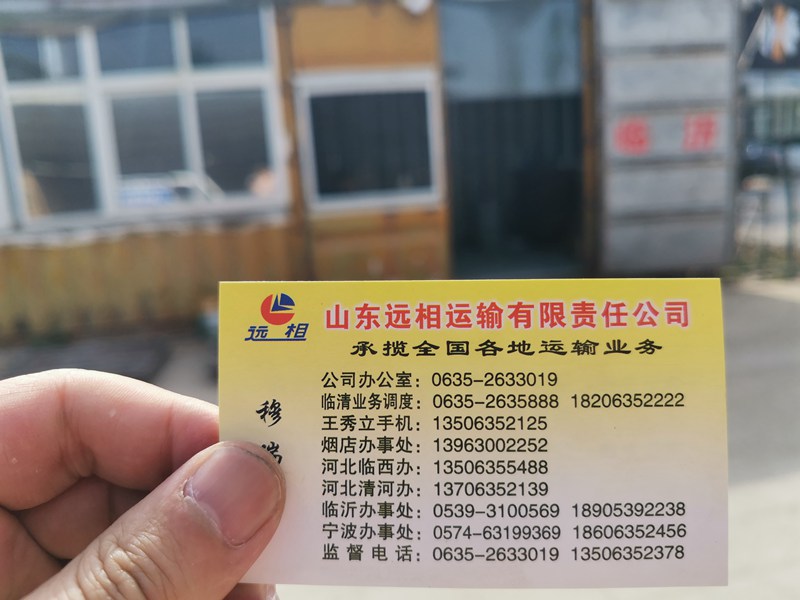 临沂
远相
山东远相运输有限责任公司
承揽全国各地运输业务
穆
公司办公室：0635-2633019
临清业务调度：0635-2635888 18206352222
王秀立手机：13506352125
烟店办事处：13963002252
河北临西办：13506355488
河北清河办：13706352139
临沂办事处：0539-3100569 18905392238
宁波办事处：0574-63199369 18606352456
监督电话：0635-2633019 13506352378